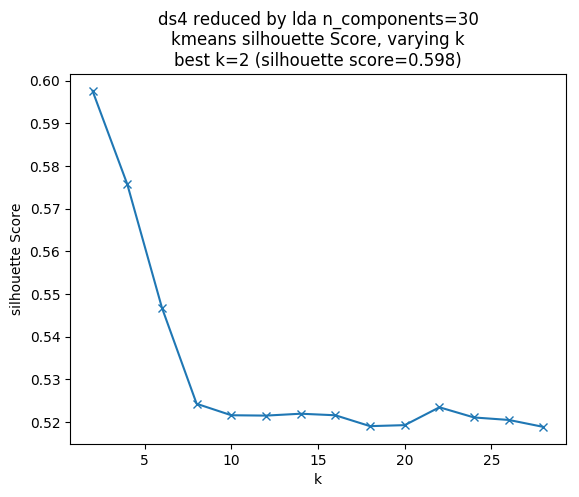 ds4 reduced by lda n_components=30
kmeans silhouette Score, varying k
best k=2 (silhouette score=0.598)
0.60
0.59
0.58
0.57
0.56
0.55
0.54
0.53
0.52
silhouette Score
5
10
15
20
25
k